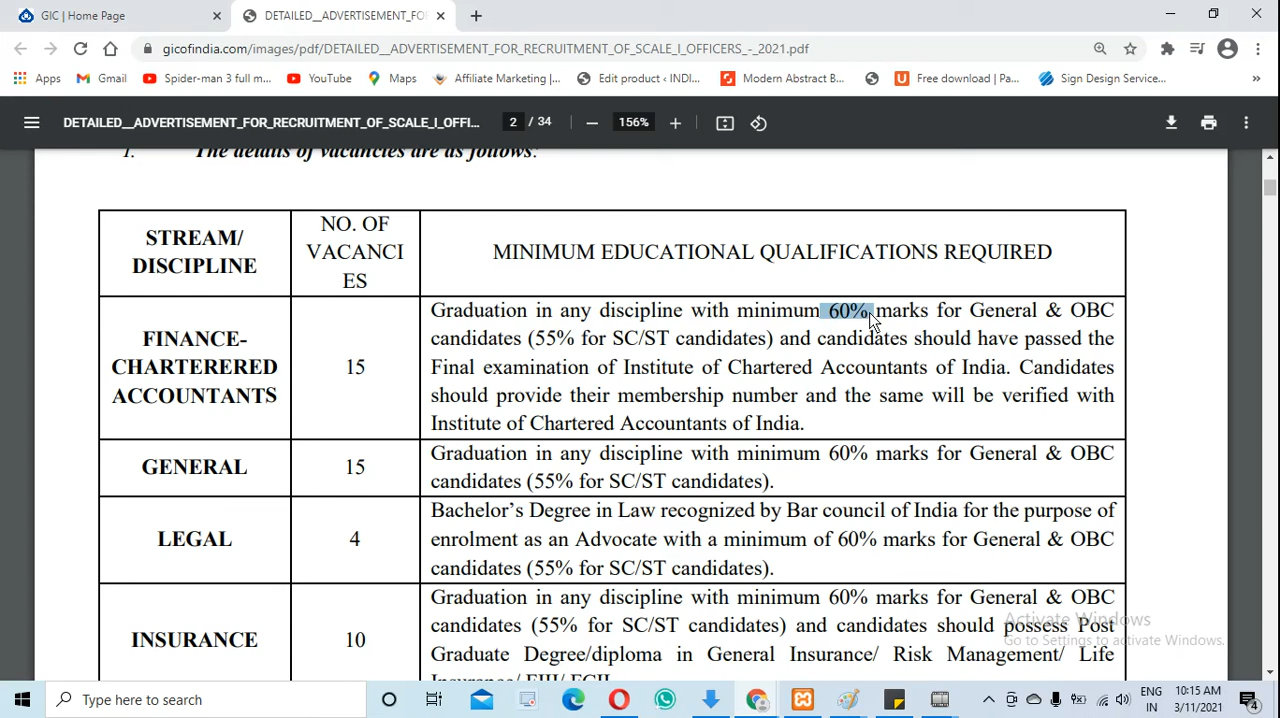 GIC | Home Page
DETAILED__ADVERTISEMENT_FO
gicofindia.com/images/pdf/DETAILED__ADVERTISEMENT_FOR_RECRUITMENT_OF_SCALE_I_OFFICERS_-_2021.pdf
Apps
Gmail
Spider-man 3 full m...
YouTube
Maps
Affiliate Marketing |...
Edit product ‹ INDI...
Modern Abstract B...
Free download | Pa...
Sign Design Service...
»
DETAILED__ADVERTISEMENT_FOR_RECRUITMENT_OF_SCALE_I_OFFI...
2 / 34
156%
1. The details of vacancies are as follows:
STREAM/
DISCIPLINE
NO. OF
VACANCI
ES
MINIMUM EDUCATIONAL QUALIFICATIONS REQUIRED
FINANCE-
CHARTERERED
ACCOUNTANTS
15
Graduation in any discipline with minimum 60% marks for General & OBC
candidates (55% for SC/ST candidates) and candidates should have passed the
Final examination of Institute of Chartered Accountants of India. Candidates
should provide their membership number and the same will be verified with
Institute of Chartered Accountants of India.
GENERAL
15
Graduation in any discipline with minimum 60% marks for General & OBC
candidates (55% for SC/ST candidates).
LEGAL
4
Bachelor's Degree in Law recognized by Bar council of India for the purpose of
enrolment as an Advocate with a minimum of 60% marks for General & OBC
candidates (55% for SC/ST candidates).
INSURANCE
10
Graduation in any discipline with minimum 60% marks for General & OBC
candidates (55% for SC/ST candidates) and candidates should possess Post
Graduate Degree/diploma in General Insurance/ Risk Management/ Life
Insurance/ FIII/ FCII
Activate Windows
Go to Settings to activate Windows.
Type here to search
ENG
IN
10:15 AM
3/11/2021
4